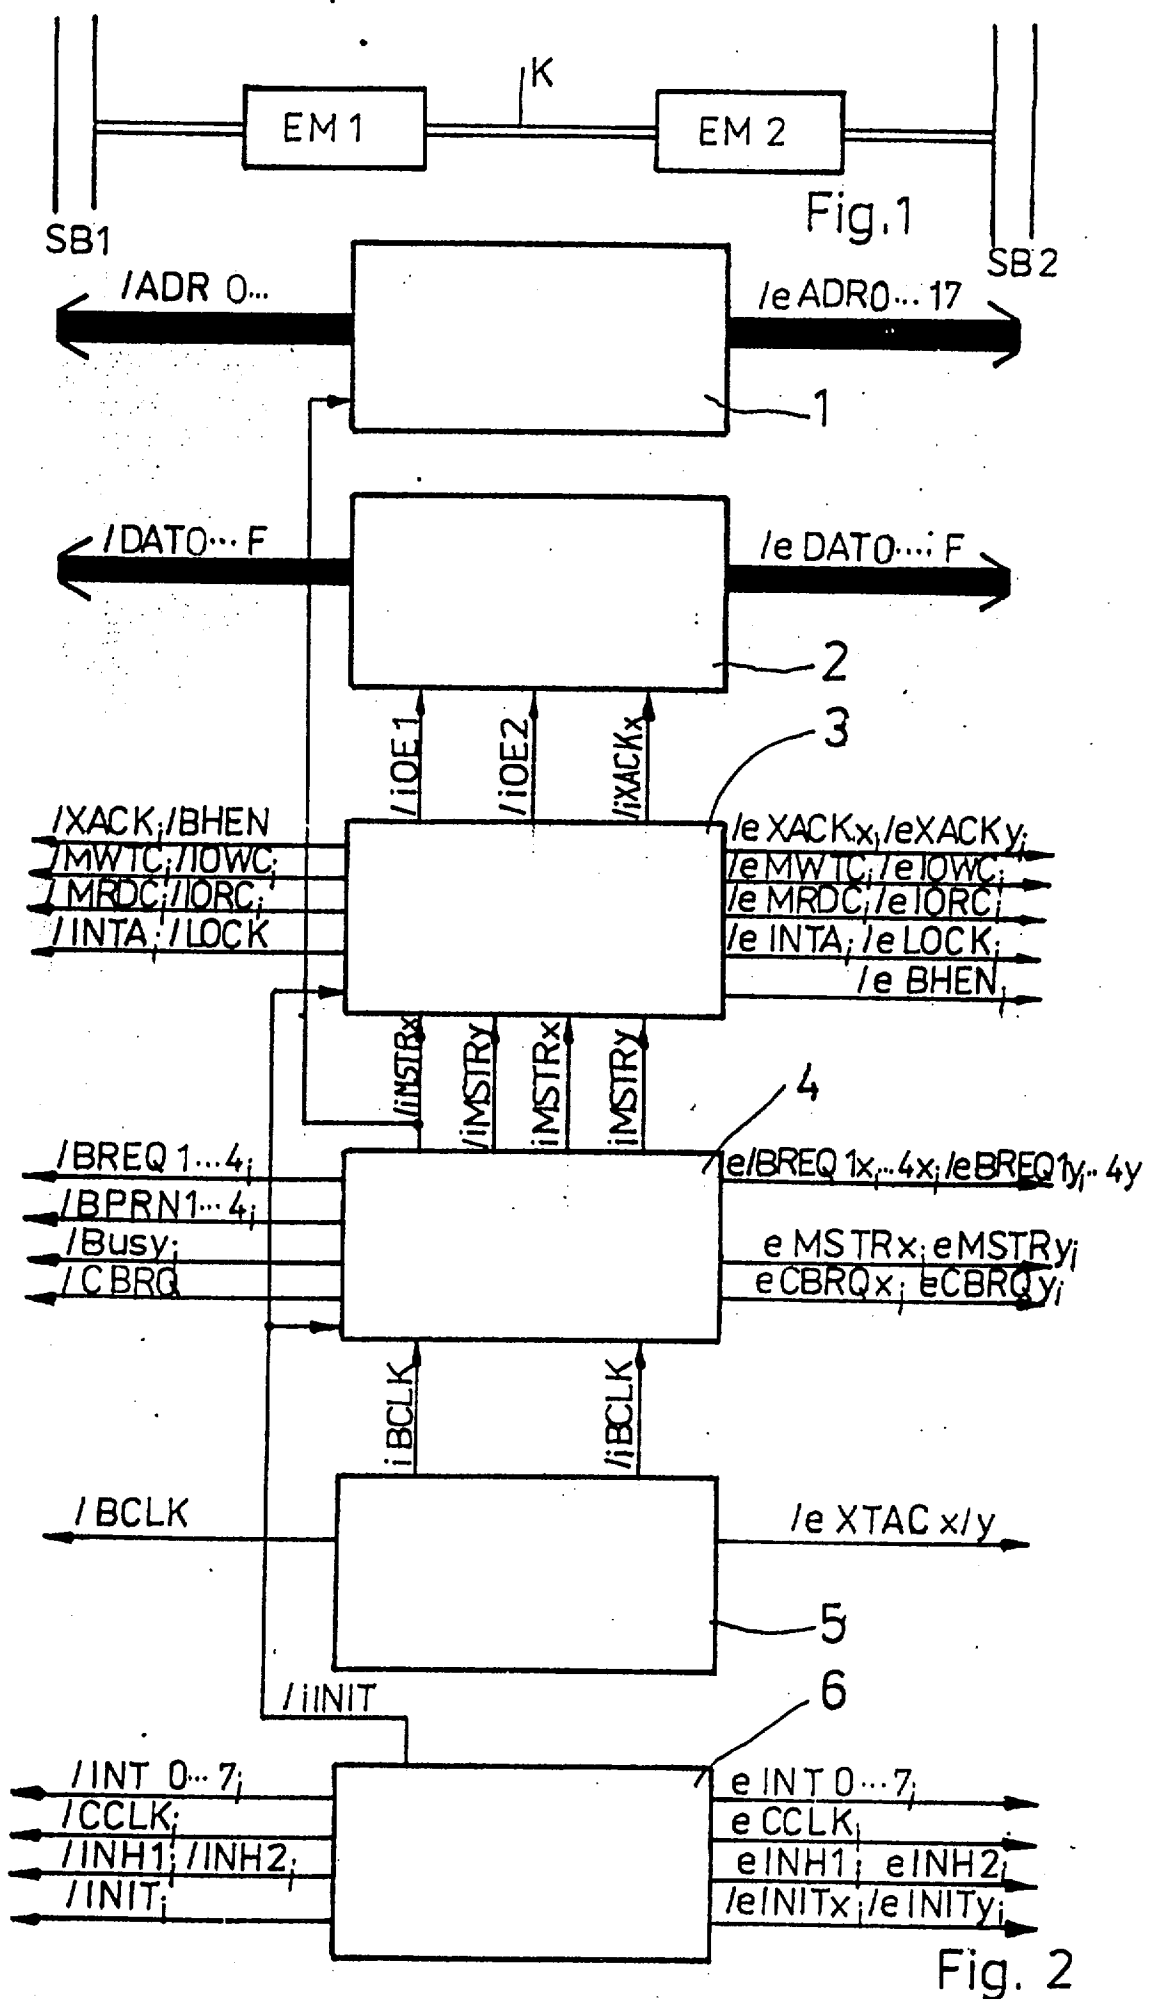 K
EM 1
EM 2
Fig.1
SB1
SB2
/ADR 0...
/e ADR0...17
1
/DAT0... F
/e DAT0....; F
2
3
/iOE1
/iOE2
/iXACKx
/XACK; /BHEN
/MWTC; /IOWC;
/MRDC; /IORC;
/INTA; /LOCK
/e XACKx; /eXACKy;
/e MWTC; /e IOWC;
/e MRDC; /e IORC;
/e INTA; /e LOCK;
/e BHEN;
/iMSTRx
/iMSTRy
iMSTRx
iMSTRy
4
/BREQ 1...4;
/BPRN1...4;
/Busy;
/CBRQ
e/BREQ 1x;...4x; /eBREQ1y;..4y
e MSTRx; eMSTRy;
eCBRQx; eCBRQy;
iBCLK
/iBCLK
/BCLK
/e XTAC x/y
5
6
/iINIT
/INT 0...7;
/CCLK;
/INH1; /INH2;
/INIT;
e INT 0...7;
e CCLK;
e INH1; eINH2;
/eINITx; /e INITy;
Fig. 2